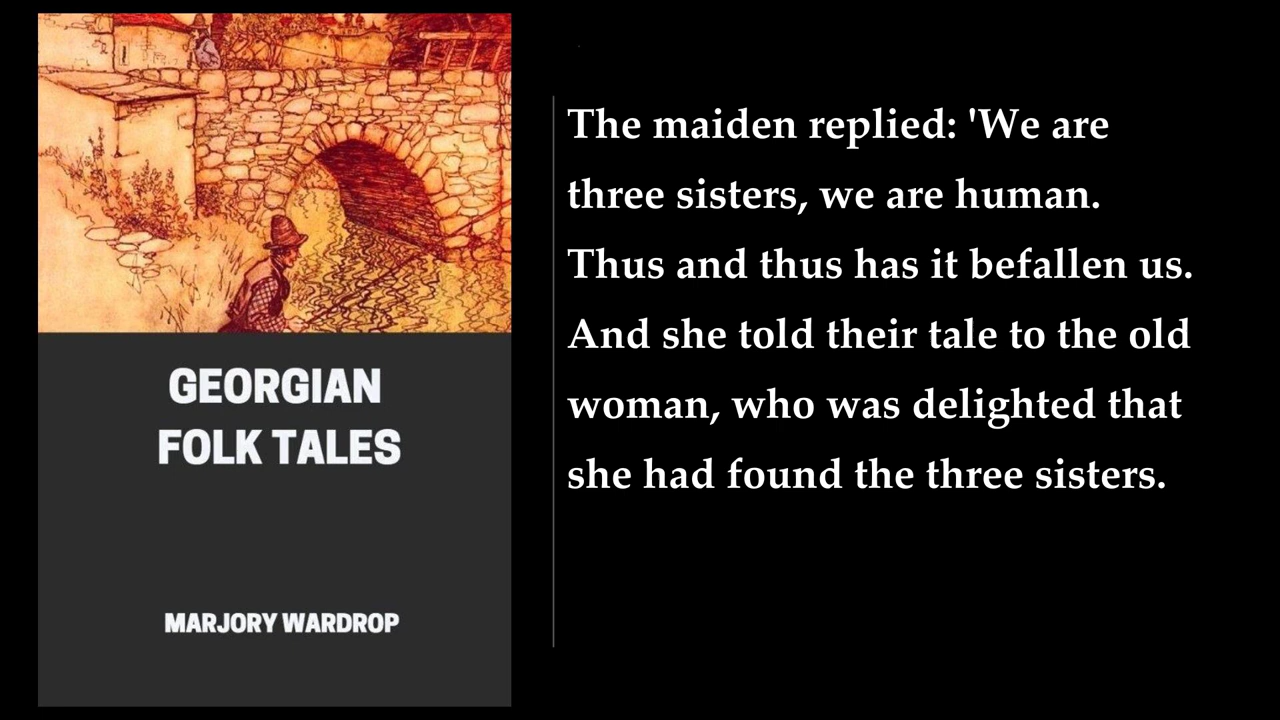 GEORGIAN
FOLK TALES
MARJORY WARDROP
The maiden replied: 'We are
three sisters, we are human.
Thus and thus has it befallen us.
And she told their tale to the old
woman, who was delighted that
she had found the three sisters.